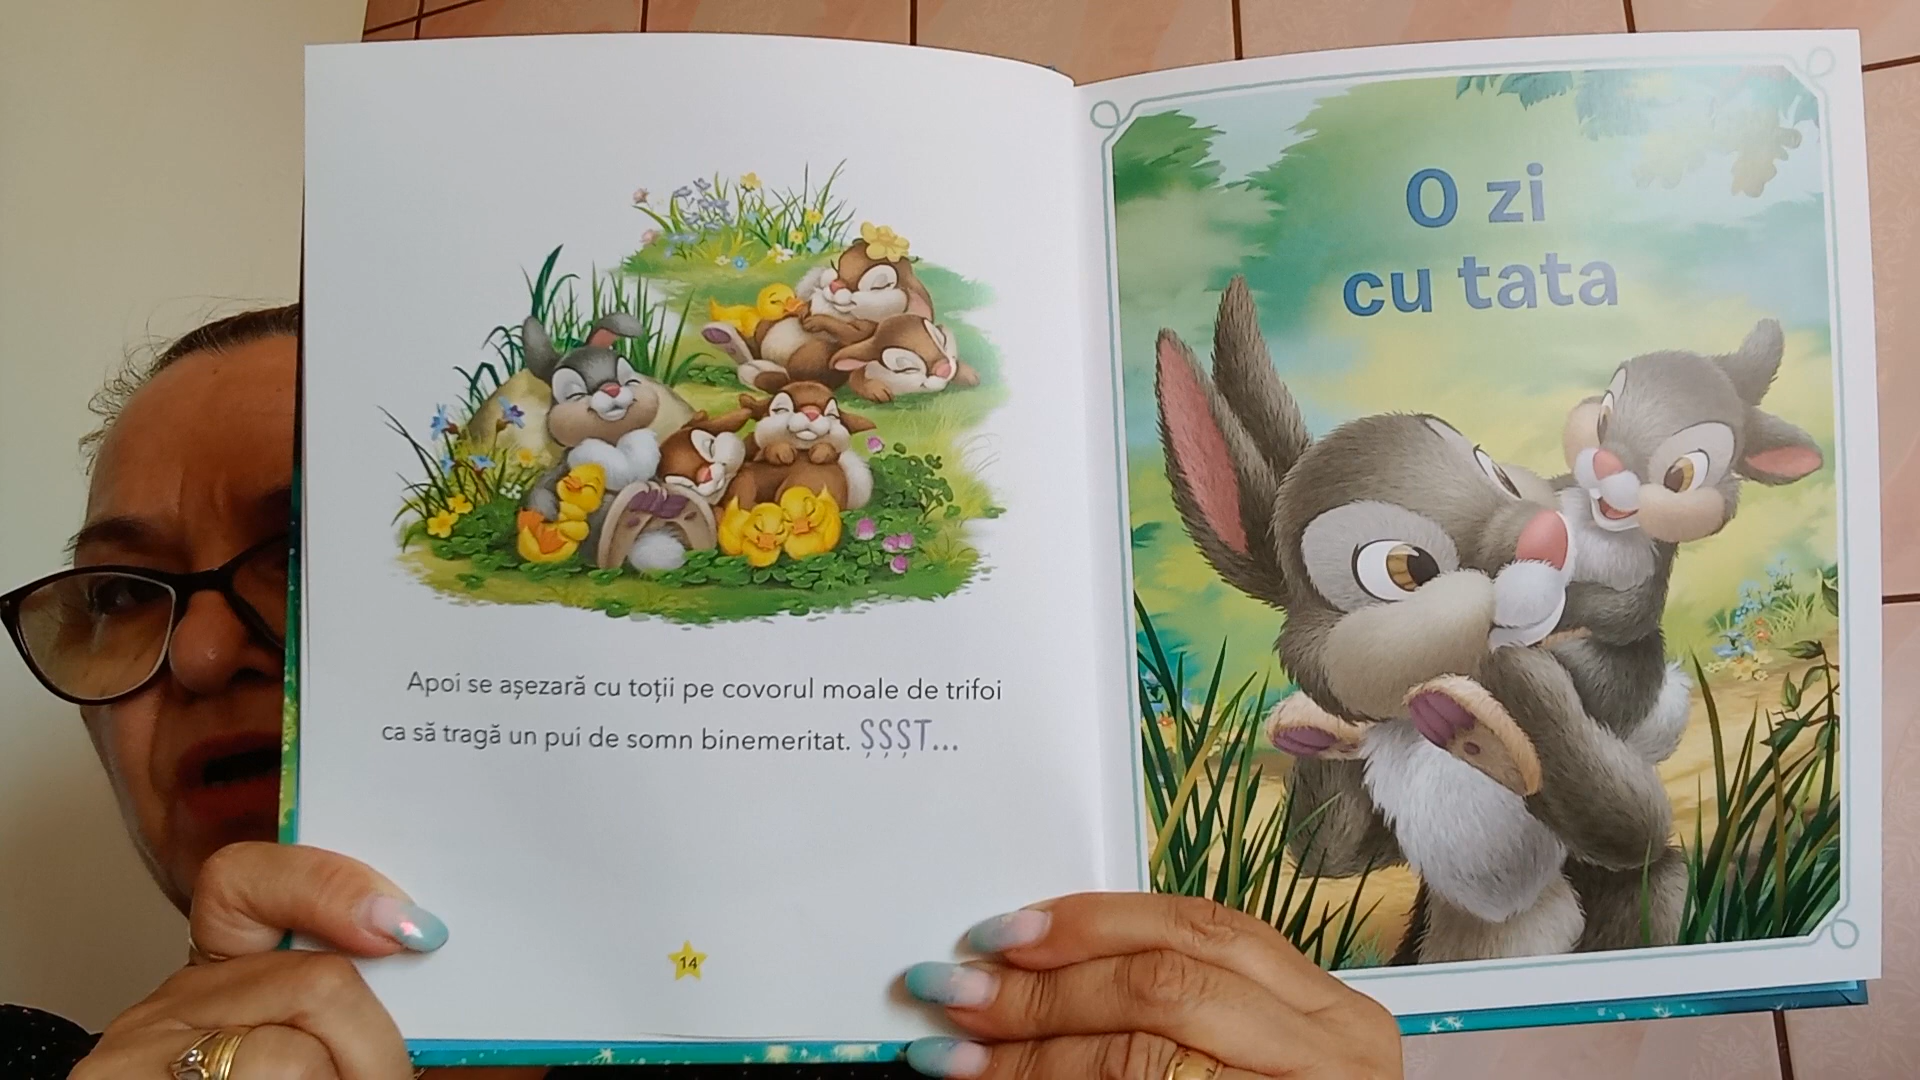 Apoi se așezară cu toții pe covorul moale de trifoi
ca să tragă un pui de somn binemeritat. ȘȘȘT...
14
O zi
cu tata